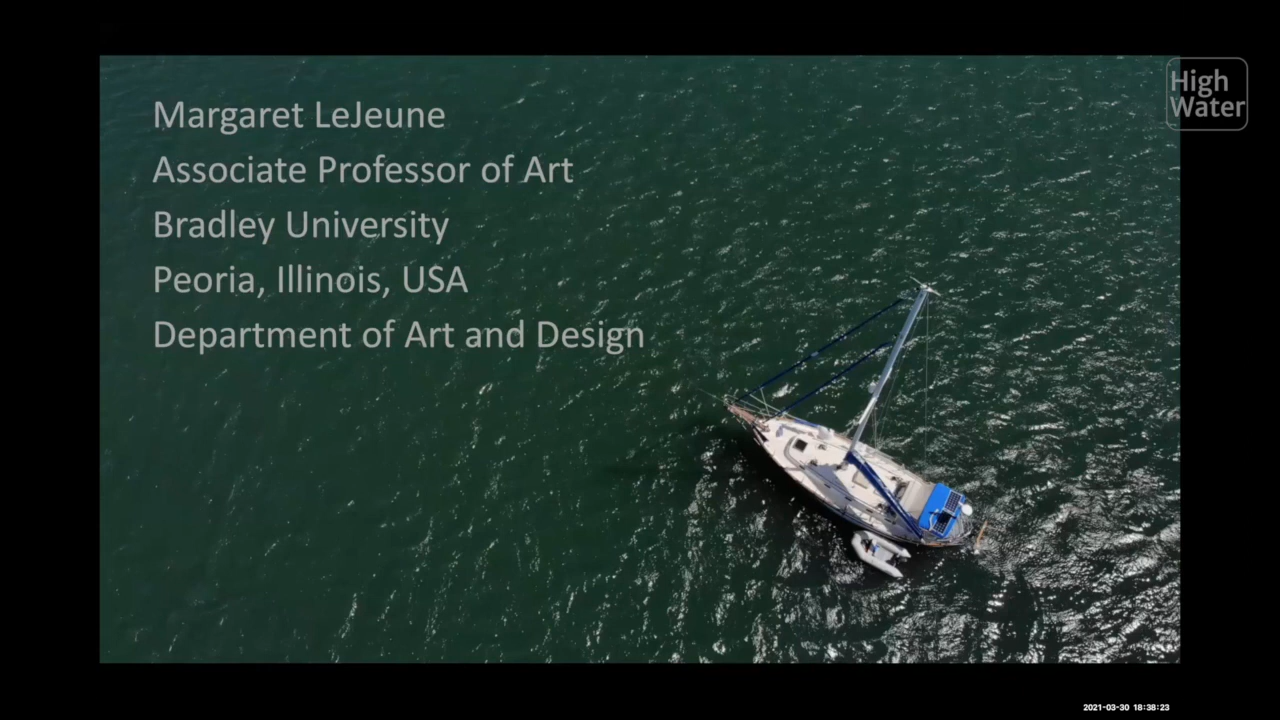 Margaret LeJeune
Associate Professor of Art
Bradley University
Peoria, Illinois, USA
Department of Art and Design
High
Water
2021-03-30 18:38:23